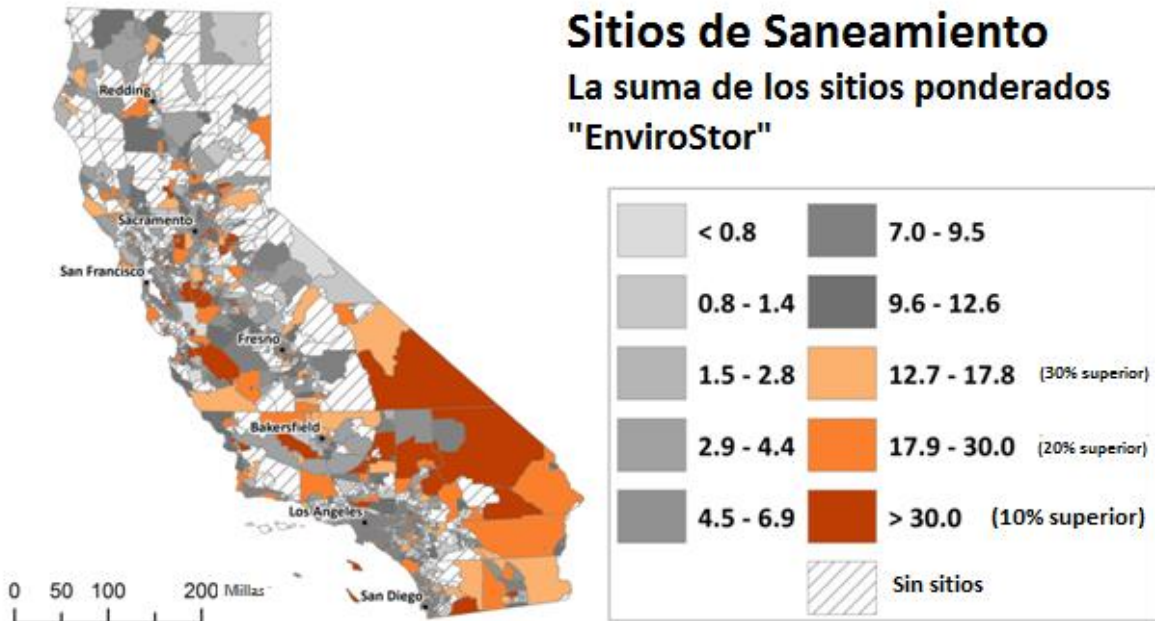 Sitios de Saneamiento
La suma de los sitios ponderados
"EnviroStor"
Redding
Sacramento
San Francisco
Fresno
Bakersfield
Los Angeles
San Diego
0 50 100 200 Millas
< 0.8
0.8 - 1.4
1.5 - 2.8
2.9 - 4.4
4.5 - 6.9
7.0 - 9.5
9.6 - 12.6
12.7 - 17.8 (30% superior)
17.9 - 30.0 (20% superior)
> 30.0 (10% superior)
Sin sitios